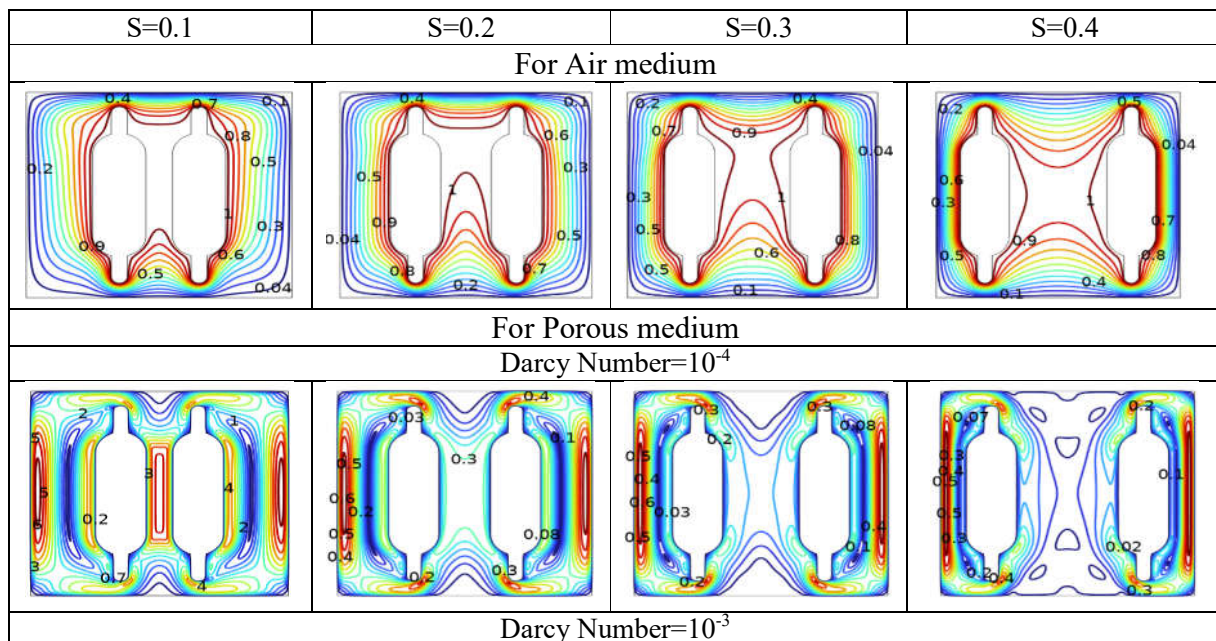 S=0.1 S=0.2 S=0.3 S=0.4
For Air medium
0.4 0.7 0.1 0.4 0.1 0.2 0.4 0.2 0.5
0.8 0.6 0.7 0.9 0.04 0.04
0.2 0.5 0.5 0.3 0.6
1 0.3 0.9 1 0.5 0.3 1 0.3 1 0.7
0.9 0.6 0.04 0.5 0.5 0.6 0.8 0.5 0.9 0.8
0.5 0.04 0.8 0.2 0.7 0.5 0.1 0.1 0.4
For Porous medium
Darcy Number=10-4
2 1 0.03 0.4 0.3 0.3 0.07 0.2
5 5 0.1 0.2 0.08 0.3
3 0.5 0.3 0.5 0.4 0.1
5 4 0.6 0.6 0.5
6 0.2 2 0.2 0.03 0.4 0.5
0.5 0.08 0.5 0.1 0.3 0.02
3 0.7 4 0.4 0.2 0.3 0.2 0.2 0.4 0.3
Darcy Number=10-3